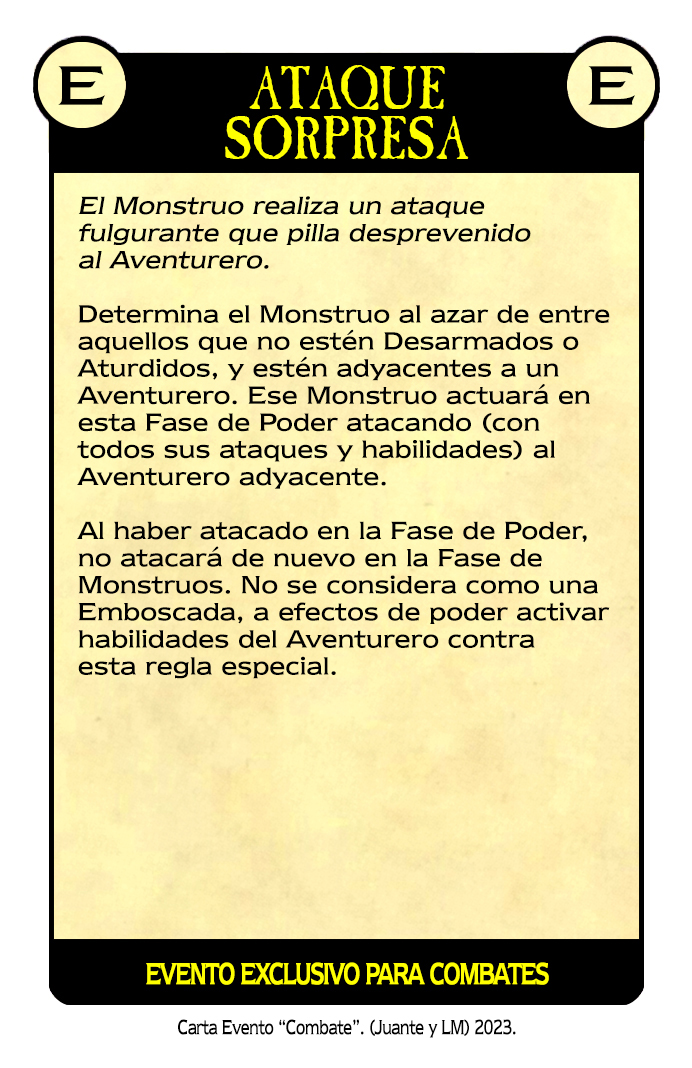 E
ATAQUE
SORPRESA
E
El Monstruo realiza un ataque
fulgurante que pilla desprevenido
al Aventurero.
Determina el Monstruo al azar de entre
aquellos que no estén Desarmados o
Aturdidos, y estén adyacentes a un
Aventurero. Ese Monstruo actuará en
esta Fase de Poder atacando (con
todos sus ataques y habilidades) al
Aventurero adyacente.
Al haber atacado en la Fase de Poder,
no atacará de nuevo en la Fase de
Monstruos. No se considera como una
Emboscada, a efectos de poder activar
habilidades del Aventurero contra
esta regla especial.
EVENTO EXCLUSIVO PARA COMBATES
Carta Evento “Combate”. (Juante y LM) 2023.